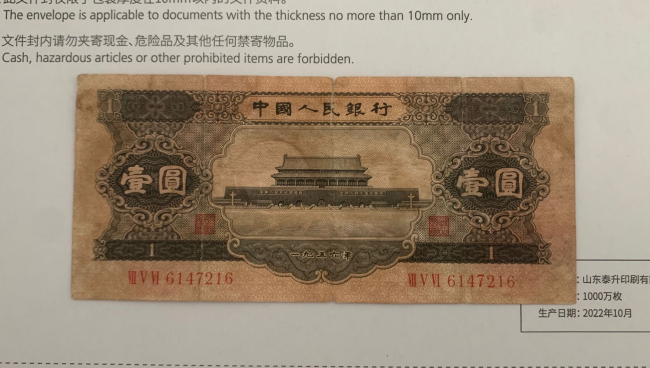 The envelope is applicable to documents with the thickness no more than 10mm only.
文件封内请勿夹寄现金、危险品及其他任何禁寄物品。
Cash, hazardous articles or other prohibited items are forbidden.
1 中國人民銀行 1
壹圓 壹圓
1 一九五六年 1
Ⅷ Ⅴ Ⅵ 6147216 Ⅷ Ⅴ Ⅵ 6147216
: 山东泰升印刷有
: 1000万枚
生产日期: 2022年10月